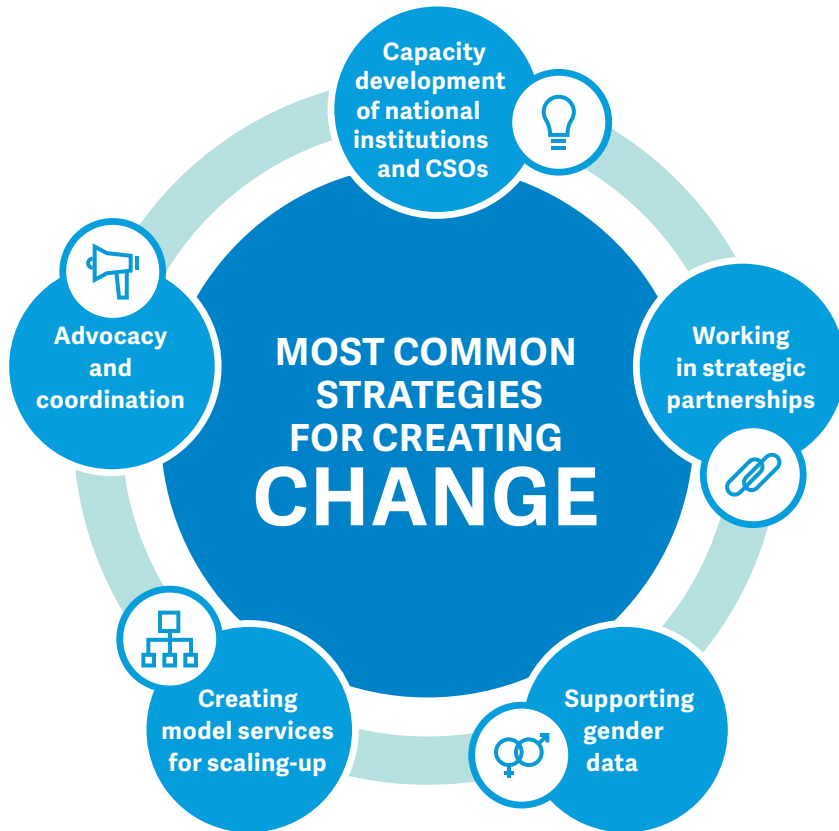 Capacity
development
of national
institutions
and CSOs
Working
in strategic
partnerships
Supporting
gender
data
Creating
model services
for scaling-up
Advocacy
and
coordination
MOST COMMON
STRATEGIES
FOR CREATING
CHANGE